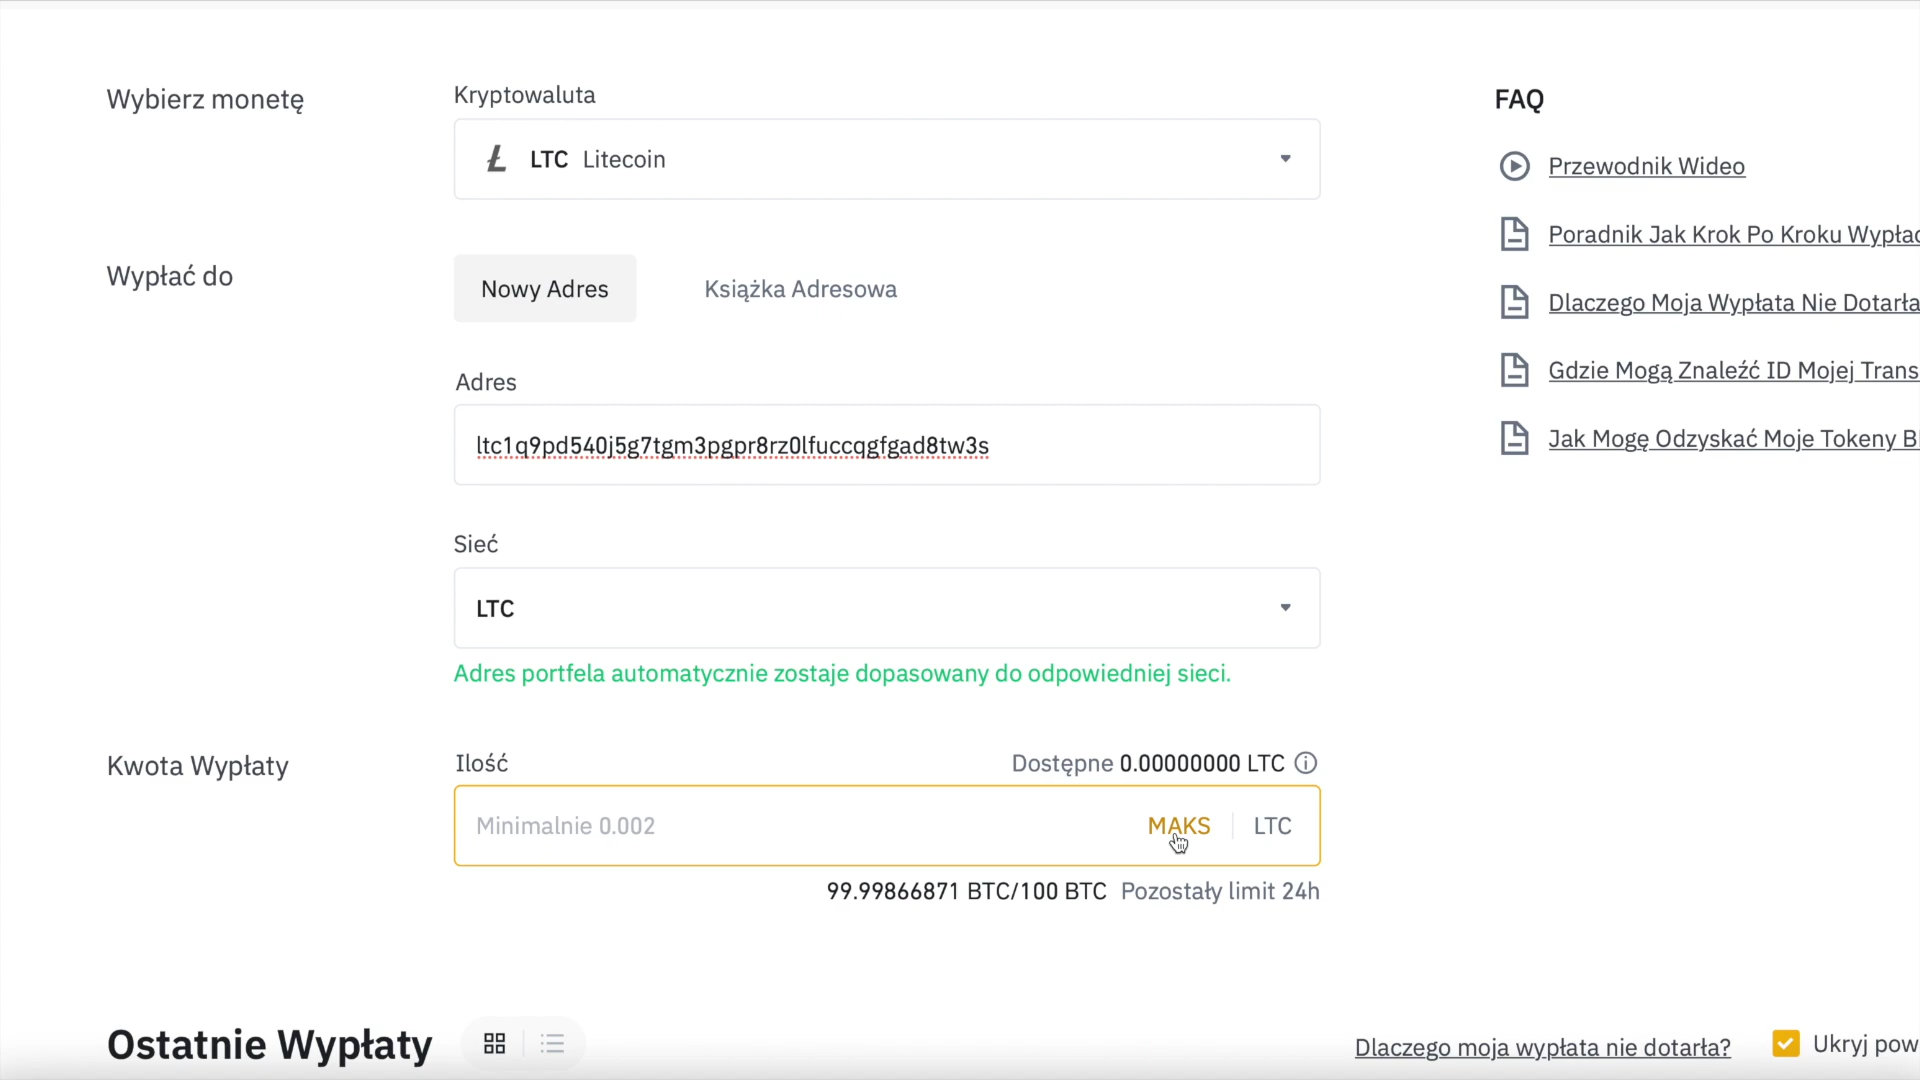 Wybierz monetę
Kryptowaluta
LTC Litecoin
Wypłać do
Nowy Adres
Książka Adresowa
Adres
ltc1q9pd540j5g7tgm3pgpr8rz0lfuccqgfgad8tw3s
Sieć
LTC
Adres portfela automatycznie zostaje dopasowany do odpowiedniej sieci.
Kwota Wypłaty
Ilość
Dostępne 0.00000000 LTC
Minimalnie 0.002
MAKS
LTC
99.99866871 BTC/100 BTC Pozostały limit 24h
FAQ
Przewodnik Wideo
Poradnik Jak Krok Po Kroku Wypłac
Dlaczego Moja Wypłata Nie Dotarła
Gdzie Mogą Znaleźć ID Mojej Trans
Jak Mogę Odzyskać Moje Tokeny B
Ostatnie Wypłaty
Dlaczego moja wypłata nie dotarła?
Ukryj pow